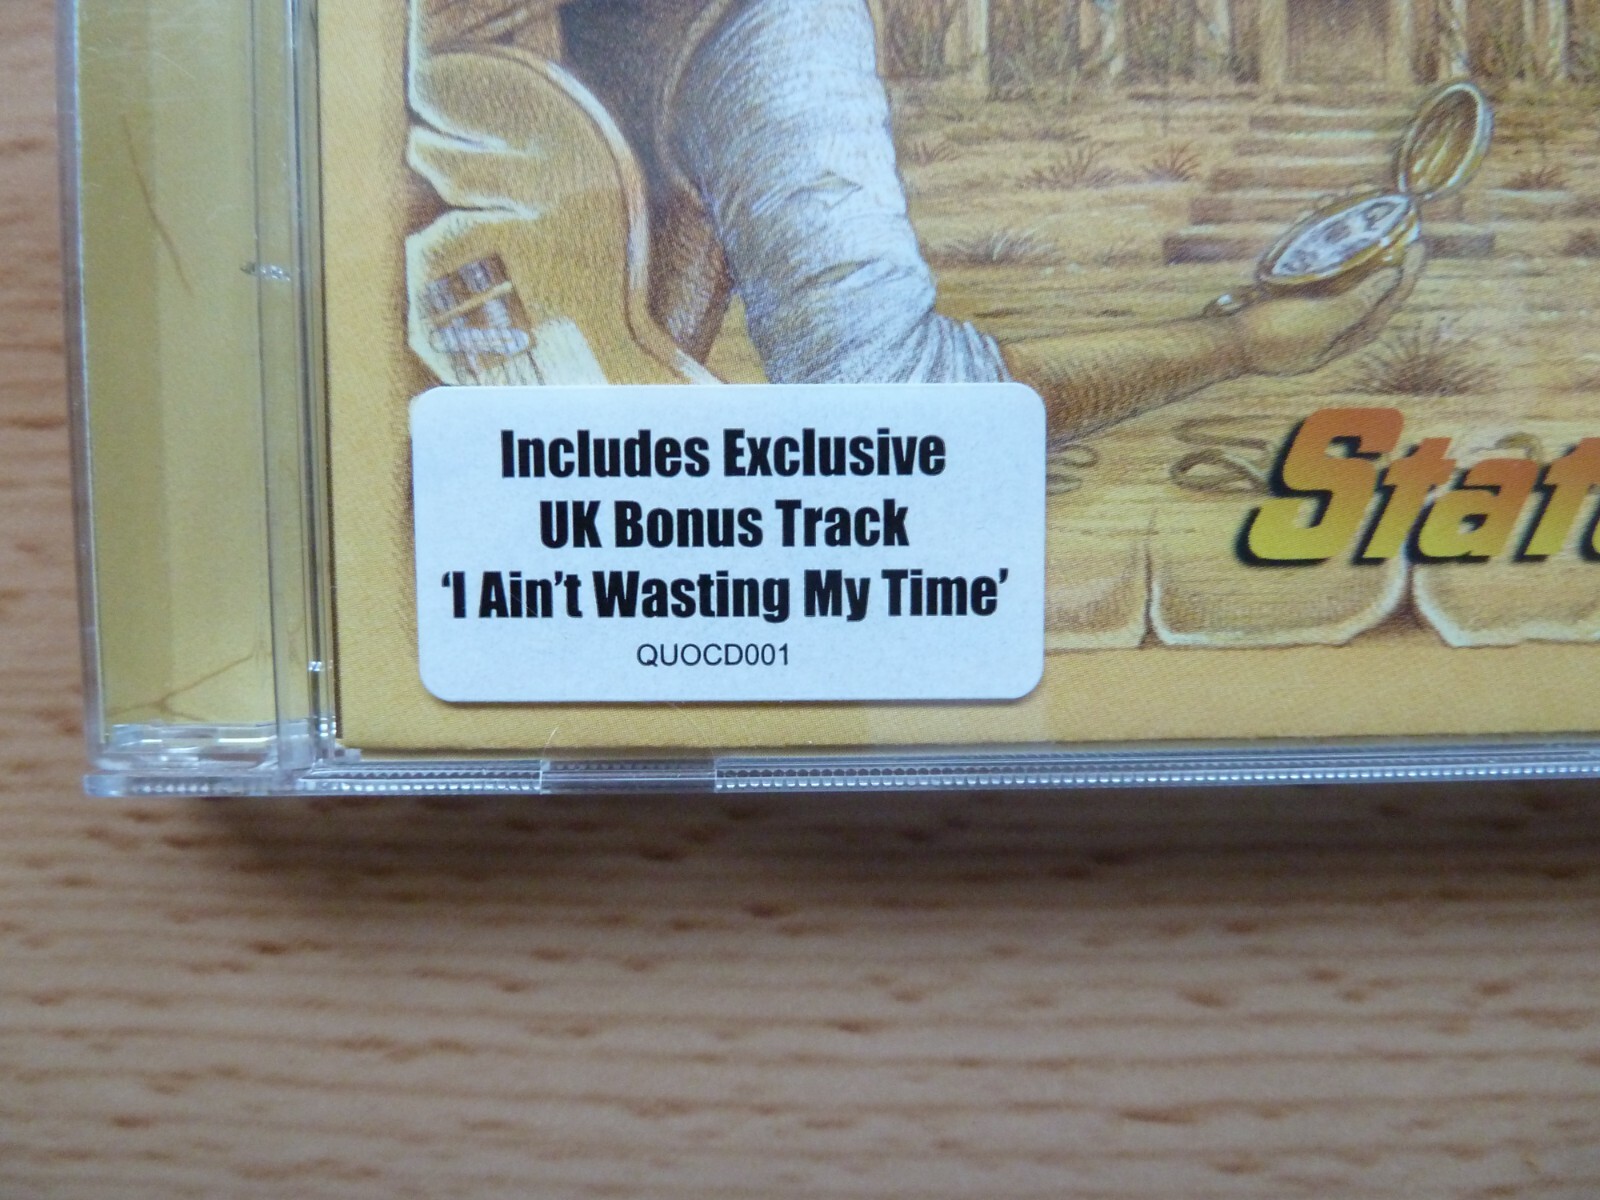 Includes Exclusive
UK Bonus Track
‘I Ain’t Wasting My Time’
QUOCD001